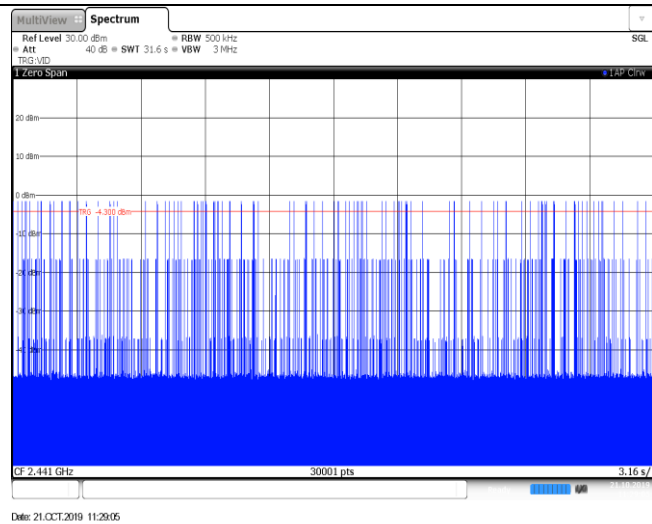 MultiView Spectrum
Ref Level 30.00 dBm RBW 500 kHz SGL
Att 40 dB SWT 31.6 s VBW 3 MHz
TRG:VID
1 Zero Span 1AP Clrw
20 dBm
10 dBm
0 dBm
TRG -4.300 dBm
-10 dBm
-20 dBm
-30 dBm
-40 dBm
CF 2.441 GHz 30001 pts 3.16 s/
21.10.2019
Date: 21.OCT.2019 11:29:05